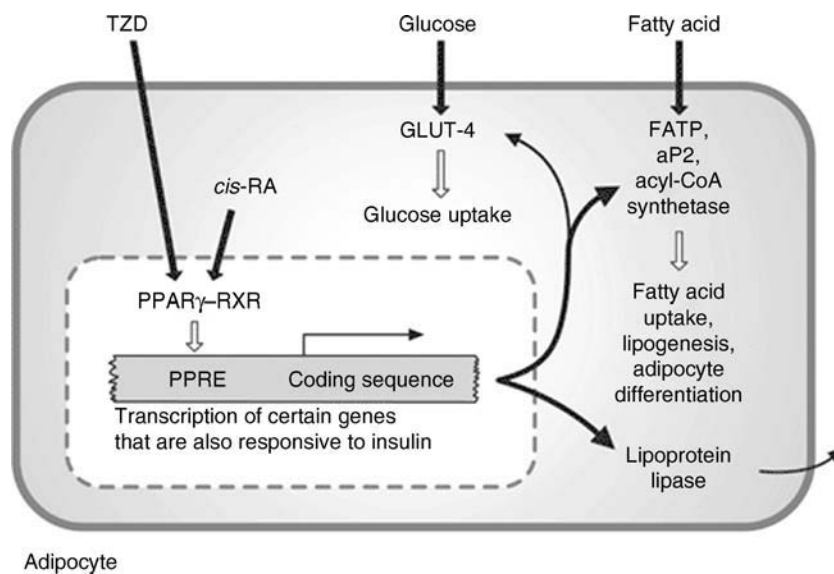 TZD
Glucose
Fatty acid
GLUT-4
Glucose uptake
FATP,
aP2,
acyl-CoA
synthetase
cis-RA
PPARγ–RXR
PPRE
Coding sequence
Transcription of certain genes
that are also responsive to insulin
Fatty acid
uptake,
lipogenesis,
adipocyte
differentiation
Lipoprotein
lipase
Adipocyte